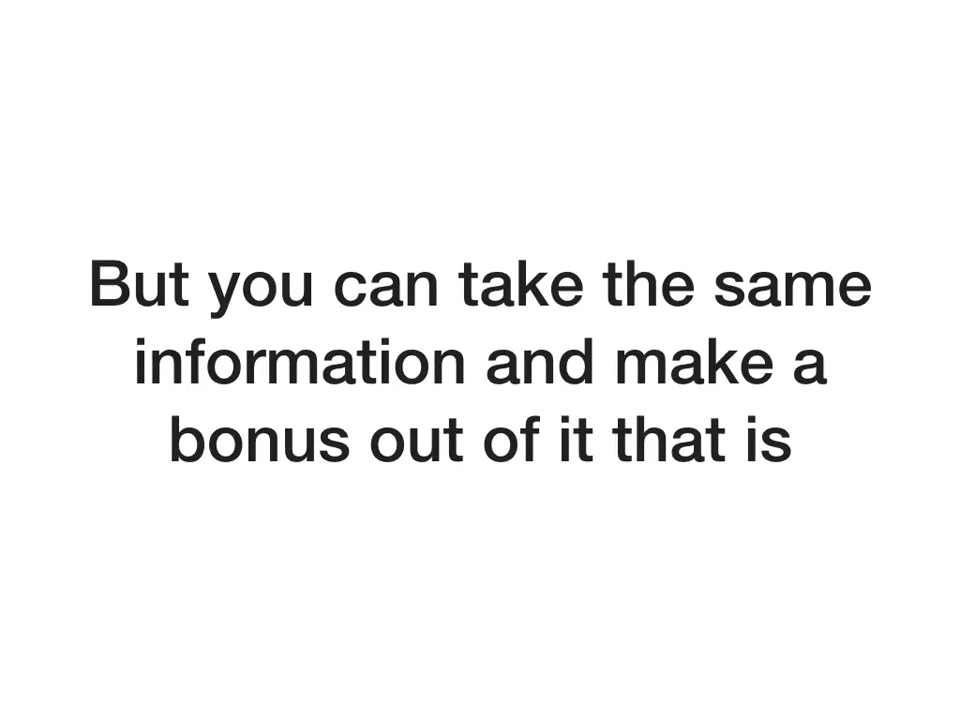 But you can take the same
information and make a
bonus out of it that is